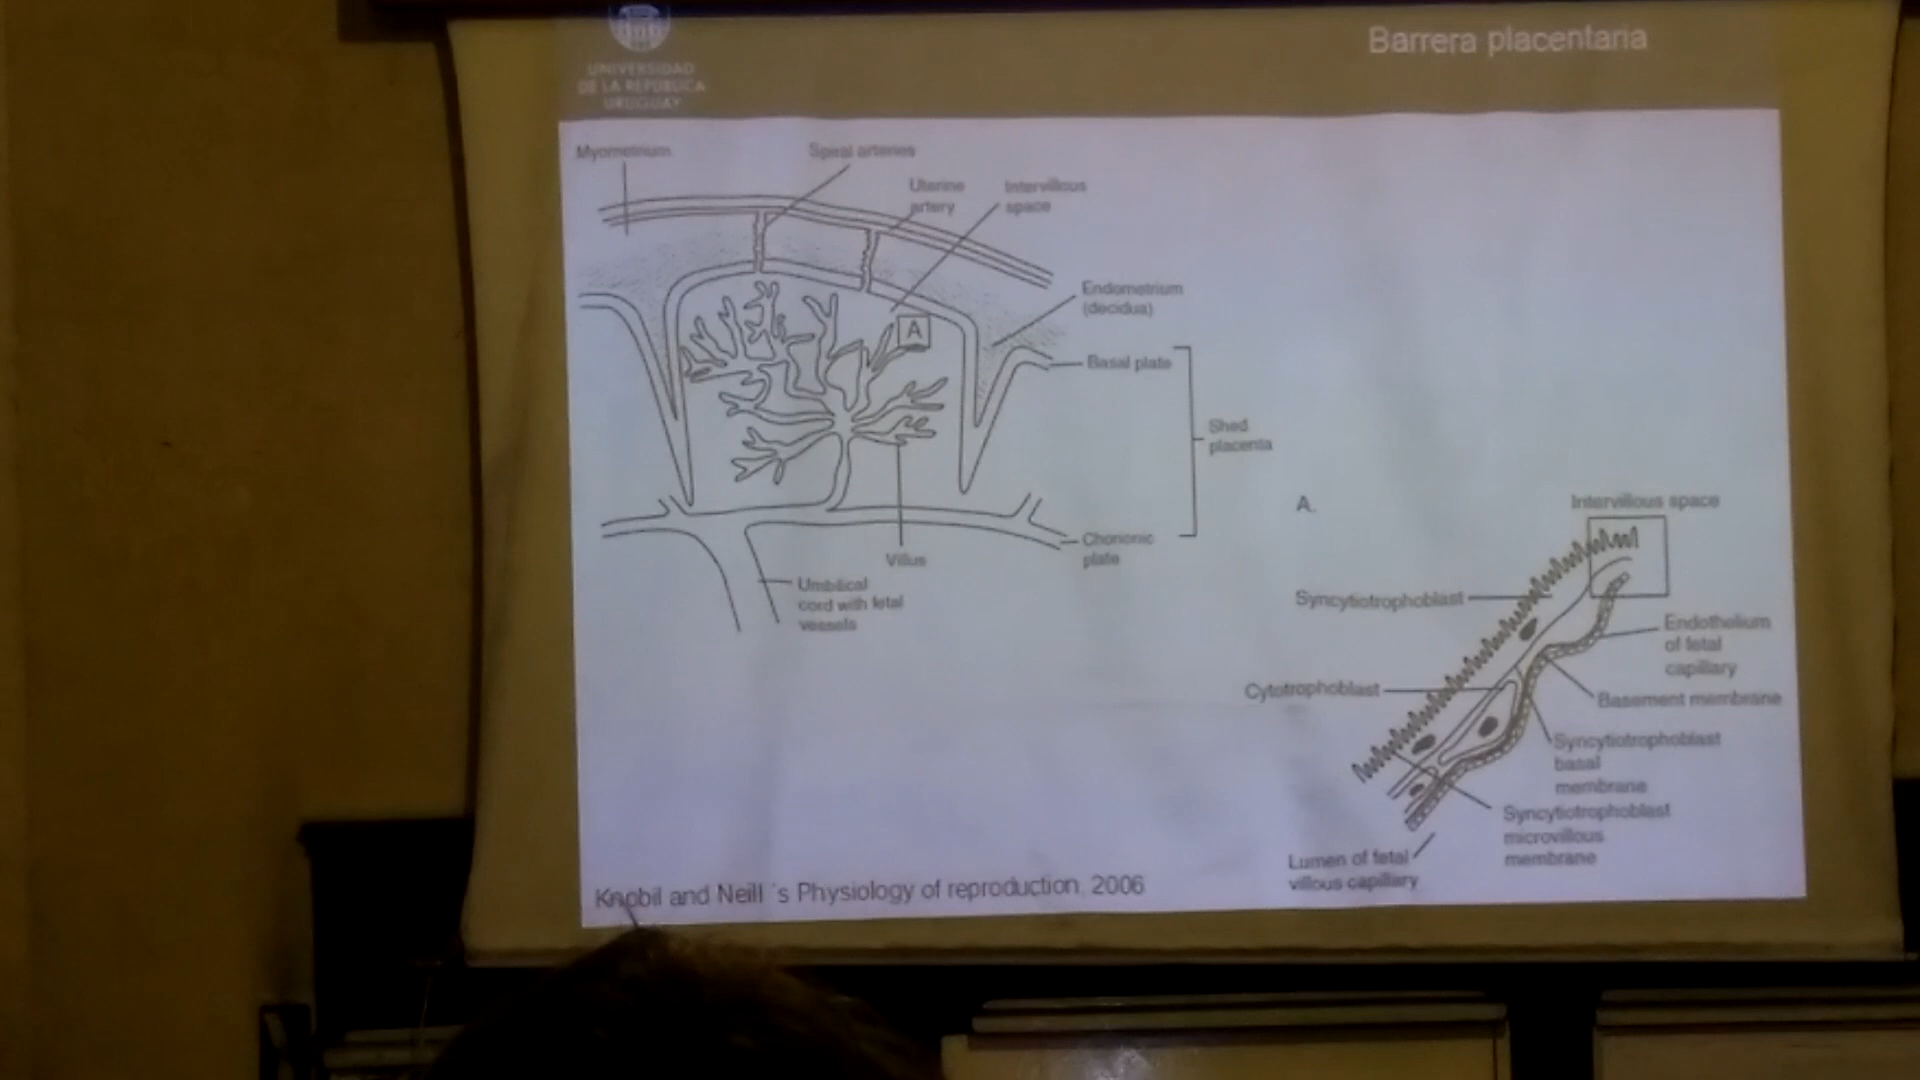 UNIVERSIDAD
DE LA REPÚBLICA
URUGUAY
Barrera placentaria
Myometrium
Spiral arteries
Uterine
artery
Intervillous
space
Endometrium
(decidua)
A
Basal plate
Shed
placenta
Chorionic
plate
Villus
Umbilical
cord with fetal
vessels
A.
Intervillous space
Syncytiotrophoblast
Endothelium
of fetal
capillary
Cytotrophoblast
Basement membrane
Syncytiotrophoblast
basal
membrane
Syncytiotrophoblast
microvillous
membrane
Lumen of fetal
villous capillary
Knobil and Neill ´s Physiology of reproduction, 2006